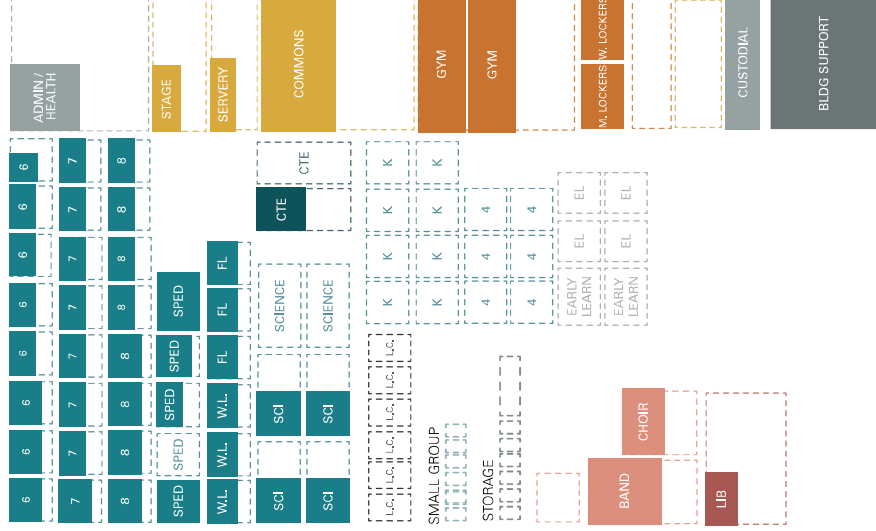 6 6 6 6 6 6 6 6 ADMIN / HEALTH
7 7 7 7 7 7 7 7
8 8 8 8 8 8 8 8
SPED SPED SPED SPED SPED STAGE
W.L. W.L. W.L. FL FL FL SERVERY
SCI SCI SCIENCE CTE CTE COMMONS
SCI SCI SCIENCE
L.C. L.C. L.C. L.C. L.C. L.C. K K K K
SMALL GROUP K K K K GYM
STORAGE 4 4 4 GYM
4 4 4
EARLY LEARN EL EL
M. LOCKERS W. LOCKERS
BAND EARLY LEARN EL EL
CHOIR
LIB
CUSTODIAL
BLDG SUPPORT